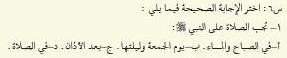 س٦: اختر الإجابة الصحيحة فيما يلي :
١- تجب الصلاة على النبي ﷺ:
أ-في الصباح والمساء. ب-يوم الجمعة وليلتها. ج-بعد الأذان. د-في الصلاة.